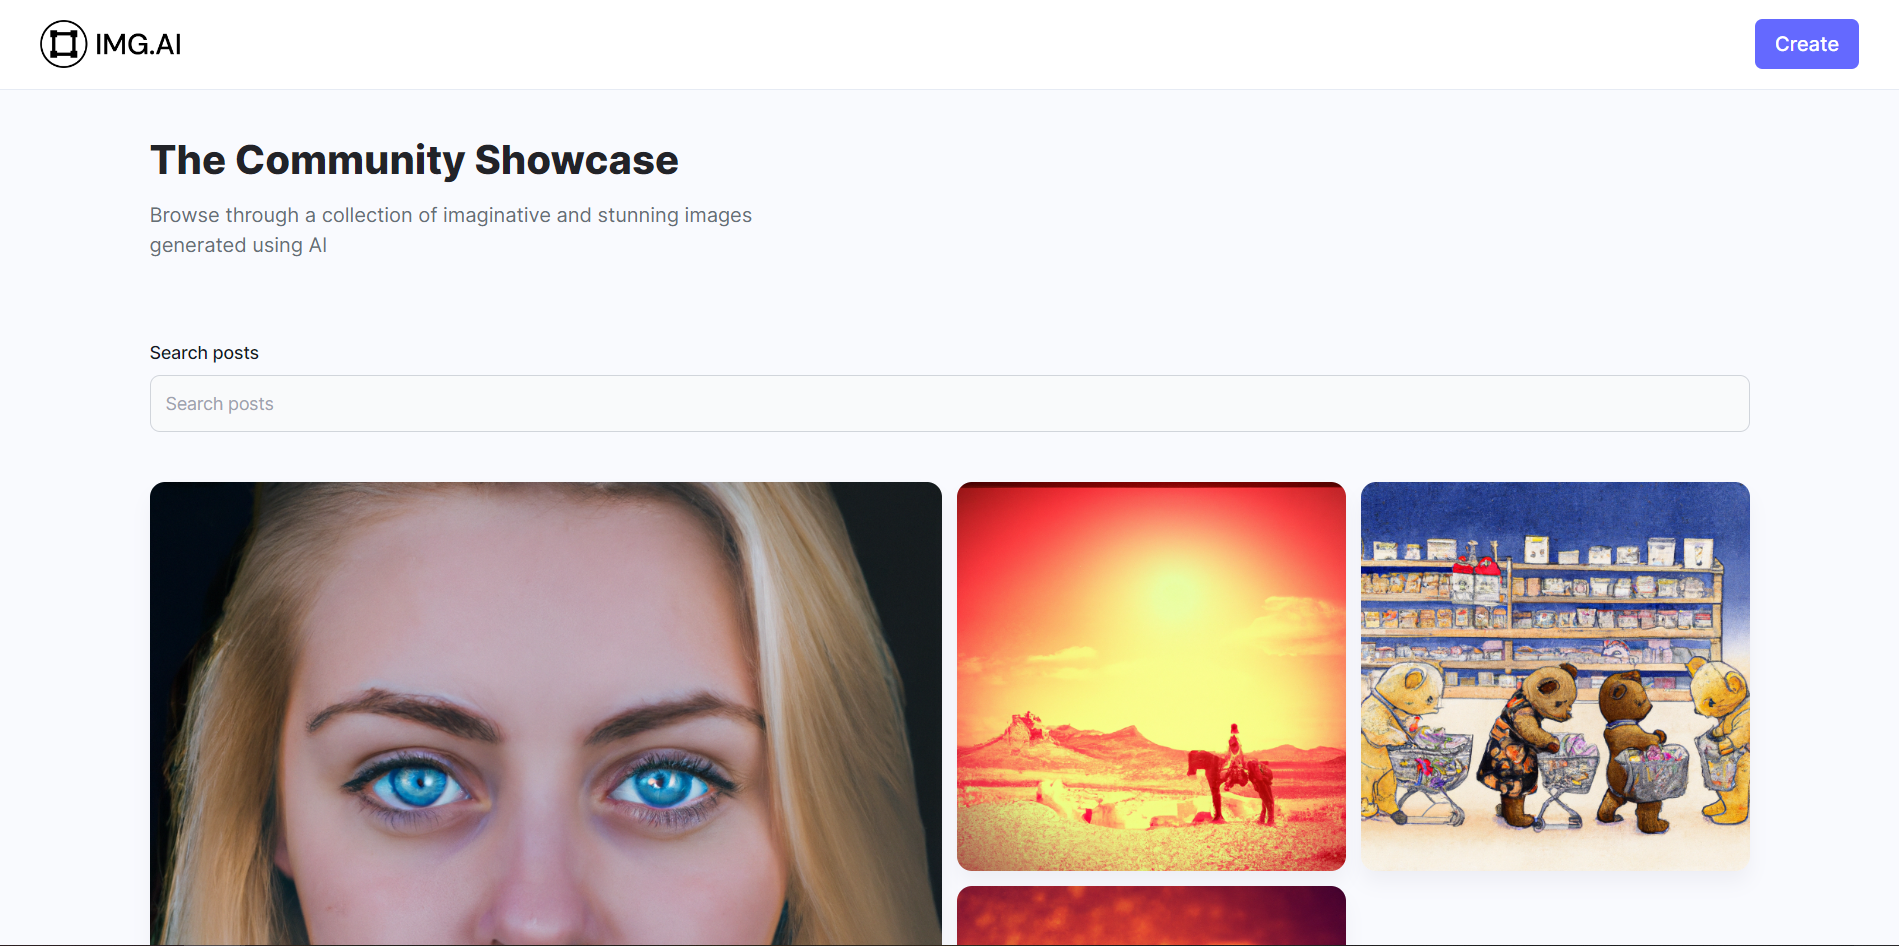 IMG.AI
Create
The Community Showcase
Browse through a collection of imaginative and stunning images
generated using AI
Search posts
Search posts